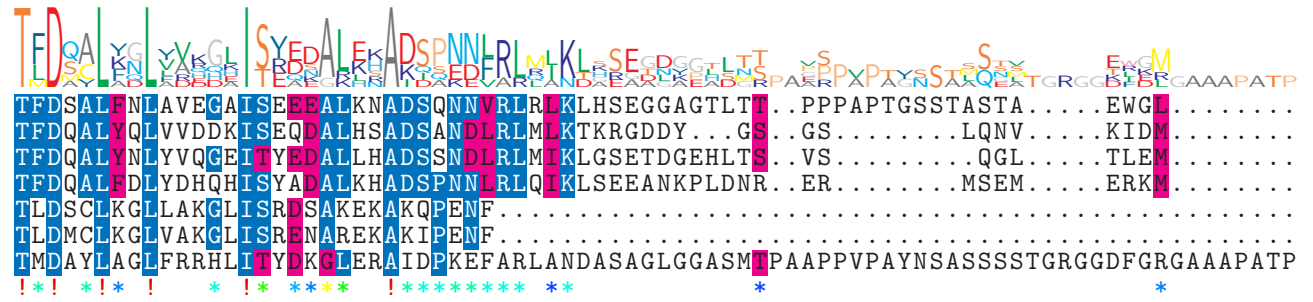 TFDSALFNLAVEGAISEEEALKNADSQNNVRLRLKLHSEGGAGTLTT..PPPAPTGSSTASTA.....EWGL........
TFDQALYQLVVDDKISEQDALHSADSANDLRLMLKTKRGDDY...GS..GS........LQNV.....KIDM........
TFDQALYNLYVQGEITYEDALLHADSSNDLRLMIKLGSETDGEHLTS..VS.........QGL.....TLEM........
TFDQALFDLYDHQHISYADALKHADSPNNLRLQIKLSEEANKPLDNR..ER........MSEM.....ERKM........
TLDSCLKGLLAKGLISRDSAKEKAKQPENF..................................................
TLDMCLKGLVAKGLISRENAREKAKIPENF..................................................
TMDAYLAGLFRRHLITYDKGLERAIDPKEFARLANDASAGLGGASMTPAAPPVPAYNSASSSSTGRGGDFGRGAAAPATP
!*! *!* !   * !* ****  !******** **           *                        *